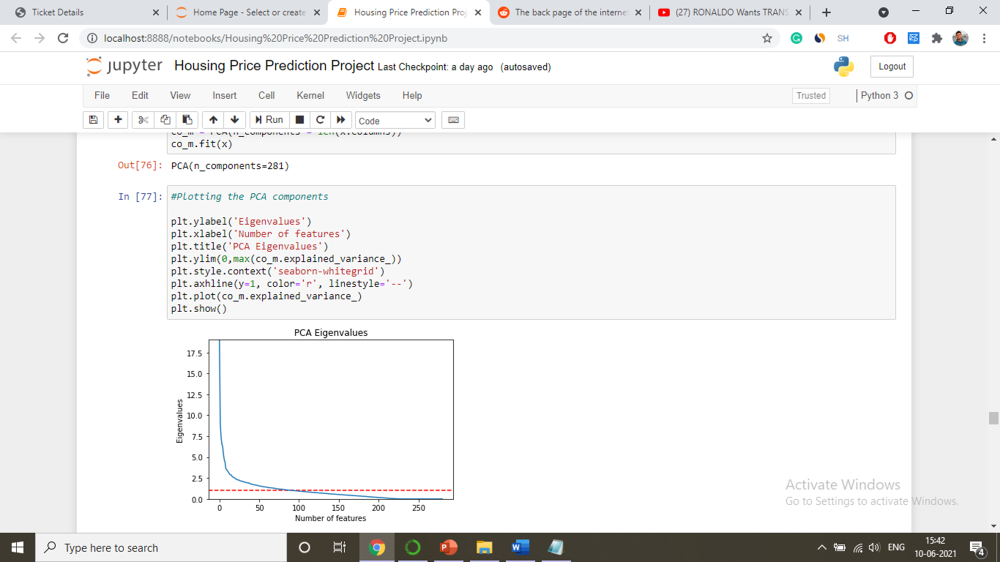 Ticket Details
Home Page - Select or create
Housing Price Prediction Proj
The back page of the internet
(27) RONALDO Wants TRANS
localhost:8888/notebooks/Housing%20Price%20Prediction%20Project.ipynb
SH
jupyter Housing Price Prediction Project Last Checkpoint: a day ago (autosaved)
Logout
File Edit View Insert Cell Kernel Widgets Help
Trusted
Python 3
Run
Code
co_m = PCA(n_components = len(x.columns))
co_m.fit(x)
Out[76]: PCA(n_components=281)
In [77]: #Plotting the PCA components
plt.ylabel('Eigenvalues')
plt.xlabel('Number of features')
plt.title('PCA Eigenvalues')
plt.ylim(0,max(co_m.explained_variance_))
plt.style.context('seaborn-whitegrid')
plt.axhline(y=1, color='r', linestyle='--')
plt.plot(co_m.explained_variance_)
plt.show()
PCA Eigenvalues
17.5
15.0
12.5
10.0
7.5
5.0
2.5
0.0
Eigenvalues
0 50 100 150 200 250
Number of features
Activate Windows
Go to Settings to activate Windows.
Type here to search
P
W
ENG
15:42
10-06-2021
4